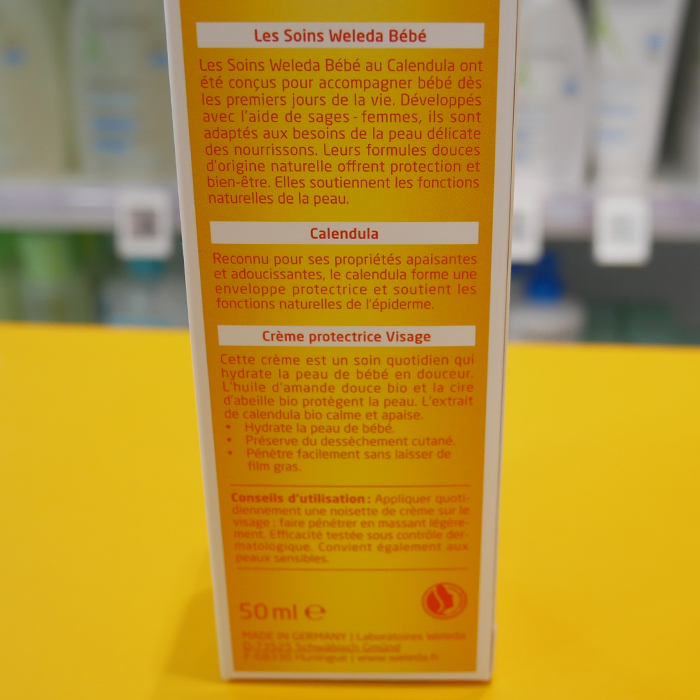 Les Soins Weleda Bébé
Les Soins Weleda Bébé au Calendula ont
été conçus pour accompagner bébé dès
les premiers jours de la vie. Développés
avec l'aide de sages-femmes, ils sont
adaptés aux besoins de la peau délicate
des nourrissons. Leurs formules douces
d'origine naturelle offrent protection et
bien-être. Elles soutiennent les fonctions
naturelles de la peau.
Calendula
Reconnu pour ses propriétés apaisantes
et adoucissantes, le calendula forme une
enveloppe protectrice et soutient les
fonctions naturelles de l'épiderme.
Crème protectrice Visage
Cette crème est un soin quotidien qui
hydrate la peau de bébé en douceur.
L'huile d'amande douce bio et la cire
d'abeille bio protègent la peau. L'extrait
de calendula bio calme et apaise.
• Hydrate la peau de bébé.
• Préserve du dessèchement cutané.
• Pénètre facilement sans laisser de
film gras.
Conseils d'utilisation : Appliquer quoti-
diennement une noisette de crème sur le
visage ; faire pénétrer en massant légère-
ment. Efficacité testée sous contrôle der-
matologique. Convient également aux
peaux sensibles.
50 ml e
MADE IN GERMANY | Laboratoires Weleda
D-73525 Schwäbisch Gmünd
F-68330 Huningue | www.weleda.fr